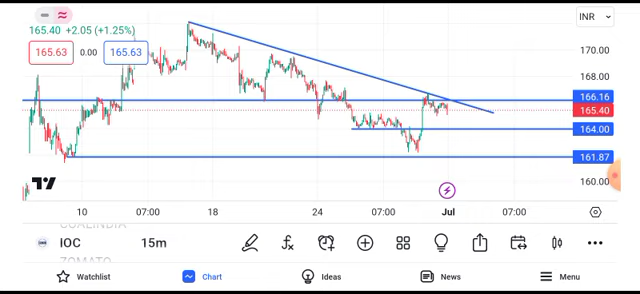 INR
165.40 +2.05 (+1.25%)
165.63 0.00 165.63
170.00
168.00
166.16
165.40
164.00
161.87
160.00
10 07:00 18 24 07:00 Jul 07:00
COALINDIA
IOC 15m
ZOMATO
Watchlist Chart Ideas News Menu